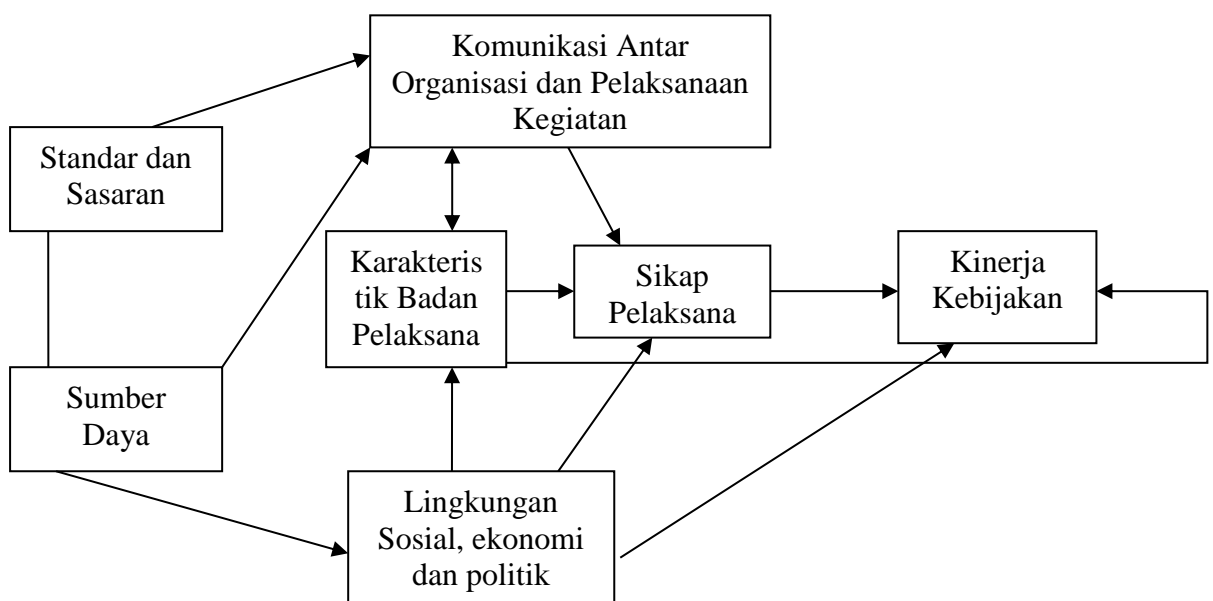 Komunikasi Antar
Organisasi dan Pelaksanaan
Kegiatan
Standar dan
Sasaran
Karakteris
tik Badan
Pelaksana
Sikap
Pelaksana
Kinerja
Kebijakan
Sumber
Daya
Lingkungan
Sosial, ekonomi
dan politik